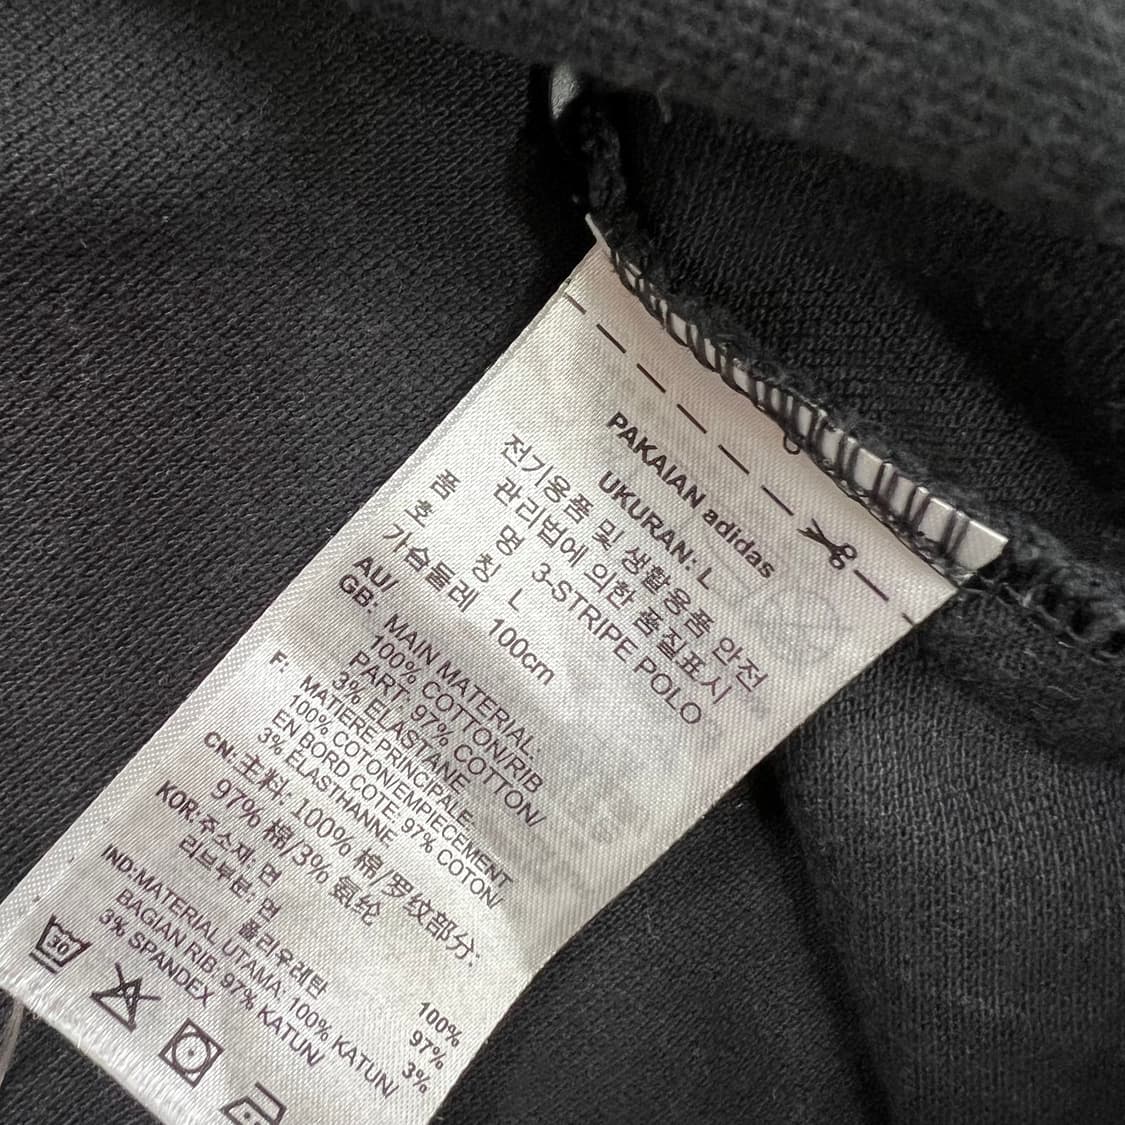 PAKAIAN adidas
UKURAN: L
전기용품 및 생활용품 안전
관리법에 의한 품질표시
품 명 3-STRIPE POLO
호 칭 L
가슴둘레 100cm
AU/
GB: MAIN MATERIAL:
100% COTTON/RIB
PART: 97% COTTON/
3% ELASTANE
F: MATIERE PRINCIPALE
100% COTON/EMPIECEMENT
EN BORD COTE: 97% COTON/
3% ELASTHANNE
CN: 主料: 100% 棉/罗纹部分:
97% 棉/3% 氨纶
KOR: 주소재: 면 100%
리브부분: 면 97%
폴리우레탄 3%
IND: MATERIAL UTAMA: 100% KATUN/
BAGIAN RIB: 97% KATUN/
3% SPANDEX
30